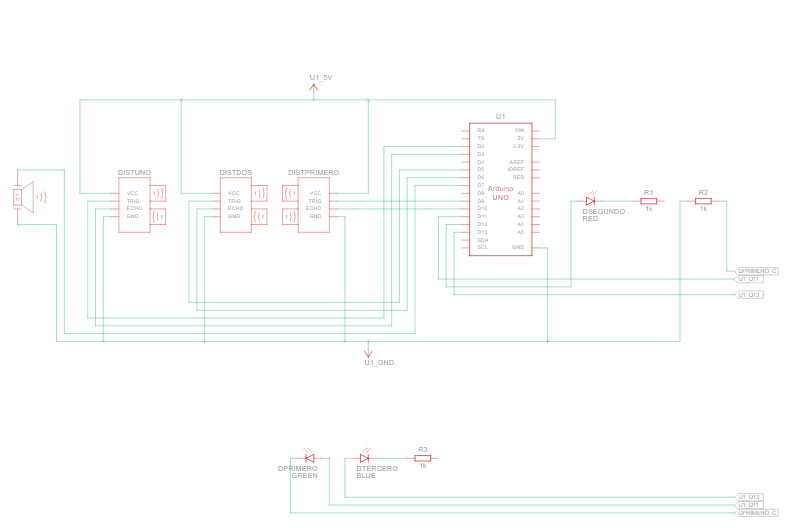 U1_5V
U1
RX
TX
D2
D3
D4
D5
D6
D7
D8
D9
D10
D11
D12
D13
SDA
SCL
VIN
5V
3.3V
AREF
IOREF
RES
A0
A1
A2
A3
A4
A5
GND
Arduino
UNO
DISTUNO
VCC
TRIG
ECHO
GND
DISTDOS
VCC
TRIG
ECHO
GND
DISTPRIMERO
VCC
TRIG
ECHO
GND
DSEGUNDO
RED
R1
1k
R2
1k
DPRIMERO_C
U1_D11
U1_D13
U1_GND
DPRIMERO
GREEN
DTERCERO
BLUE
R3
1k
U1_D13
U1_D11
DPRIMERO_C